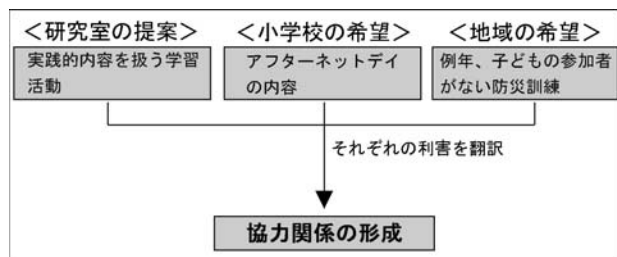 ＜研究室の提案＞ ＜小学校の希望＞ ＜地域の希望＞
実践的内容を扱う学習
活動
アフターネットデイ
の内容
例年、子どもの参加者
がない防災訓練
それぞれの利害を翻訳
協力関係の形成